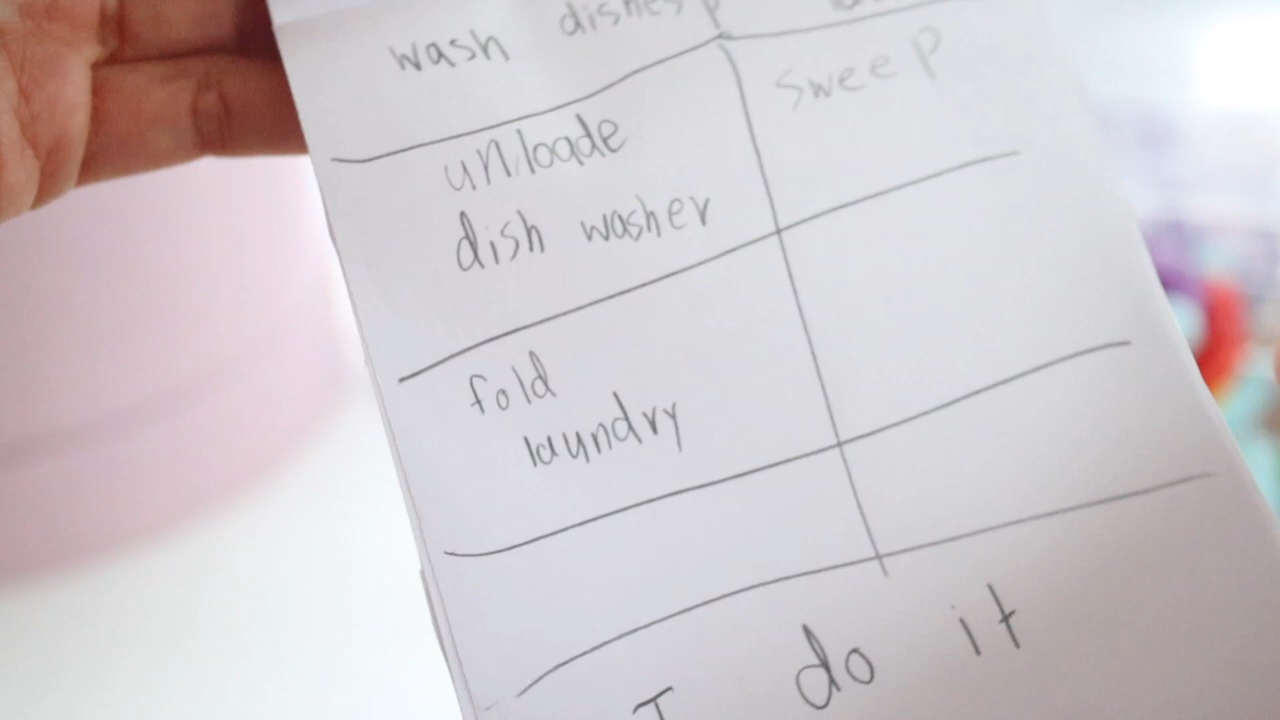 wash dishes
sweep
unloade
dish washer
fold
laundry
I do it